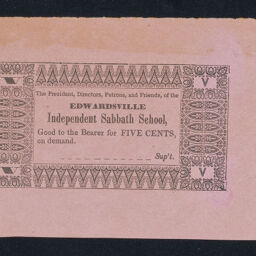 V
The President, Directors, Patrons, and Friends, of the
EDWARDSVILLE
Independent Sabbath School,
Good to the Bearer for FIVE CENTS,
on demand.
Sup't.
V